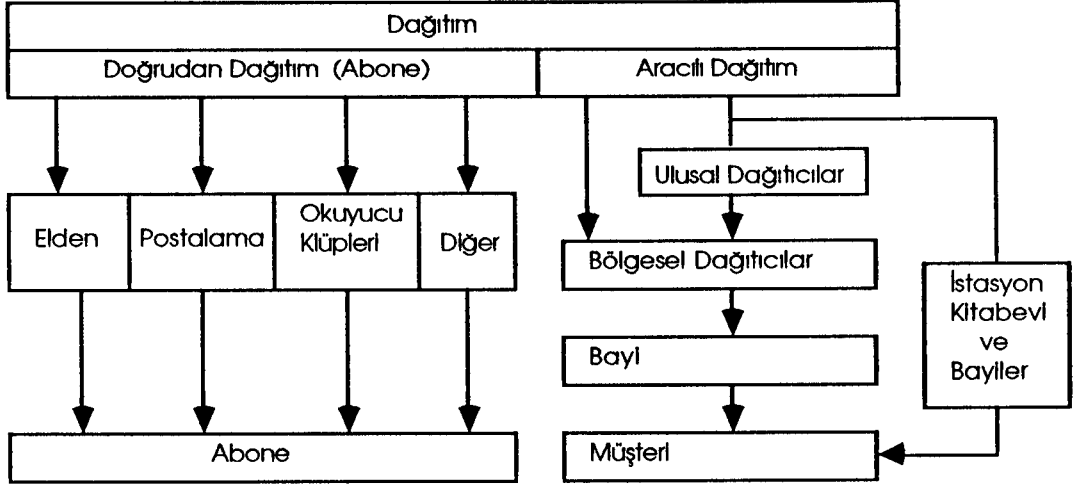 Dağıtım
Doğrudan Dağıtım (Abone)
Aracılı Dağıtım
Ulusal Dağıtıcılar
Elden
Postalama
Okuyucu
Klüpleri
Diğer
Bölgesel Dağıtıcılar
İstasyon
Kitabevi
ve
Bayiler
Bayi
Abone
Müşteri